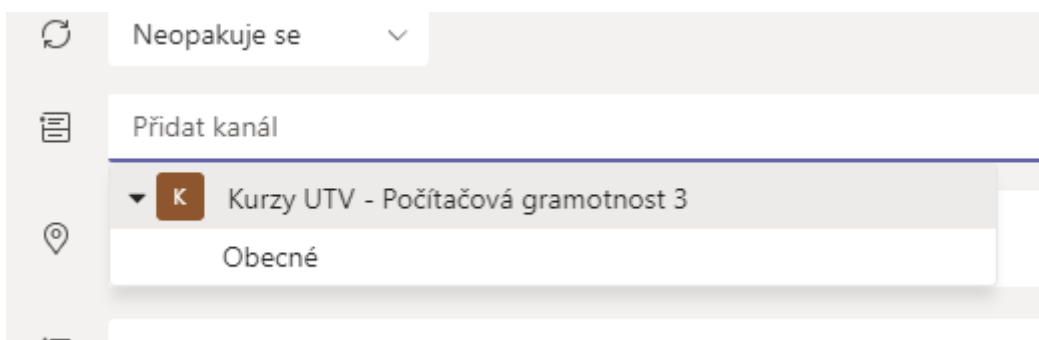 Neopakuje se
Přidat kanál
K Kurzy UTV - Počítačová gramotnost 3
Obecné